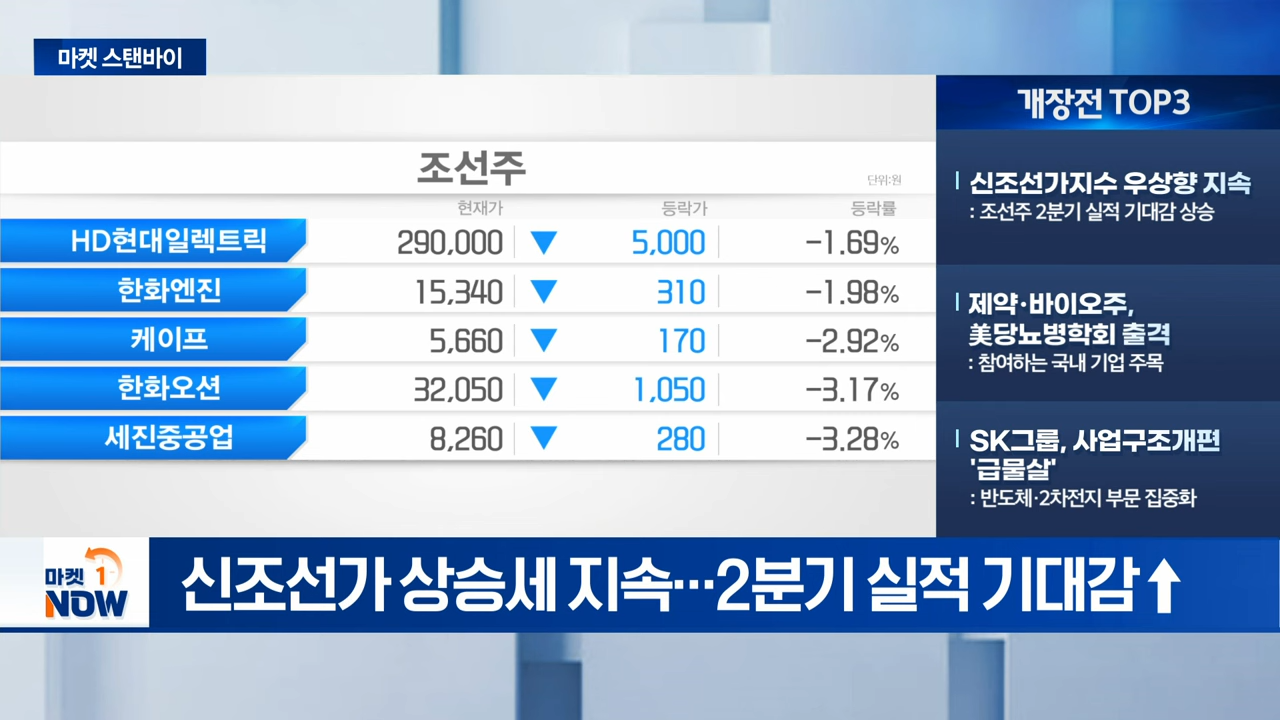 마켓 스탠바이
조선주
단위:원
현재가 등락가 등락률
HD현대일렉트릭 290,000 ▼ 5,000 -1.69%
한화엔진 15,340 ▼ 310 -1.98%
케이프 5,660 ▼ 170 -2.92%
한화오션 32,050 ▼ 1,050 -3.17%
세진중공업 8,260 ▼ 280 -3.28%
개장전 TOP3
신조선가지수 우상향 지속
: 조선주 2분기 실적 기대감 상승
제약·바이오주,
美당뇨병학회 출격
: 참여하는 국내 기업 주목
SK그룹, 사업구조개편
'급물살'
: 반도체·2차전지 부문 집중화
마켓 1
NOW
신조선가 상승세 지속…2분기 실적 기대감↑